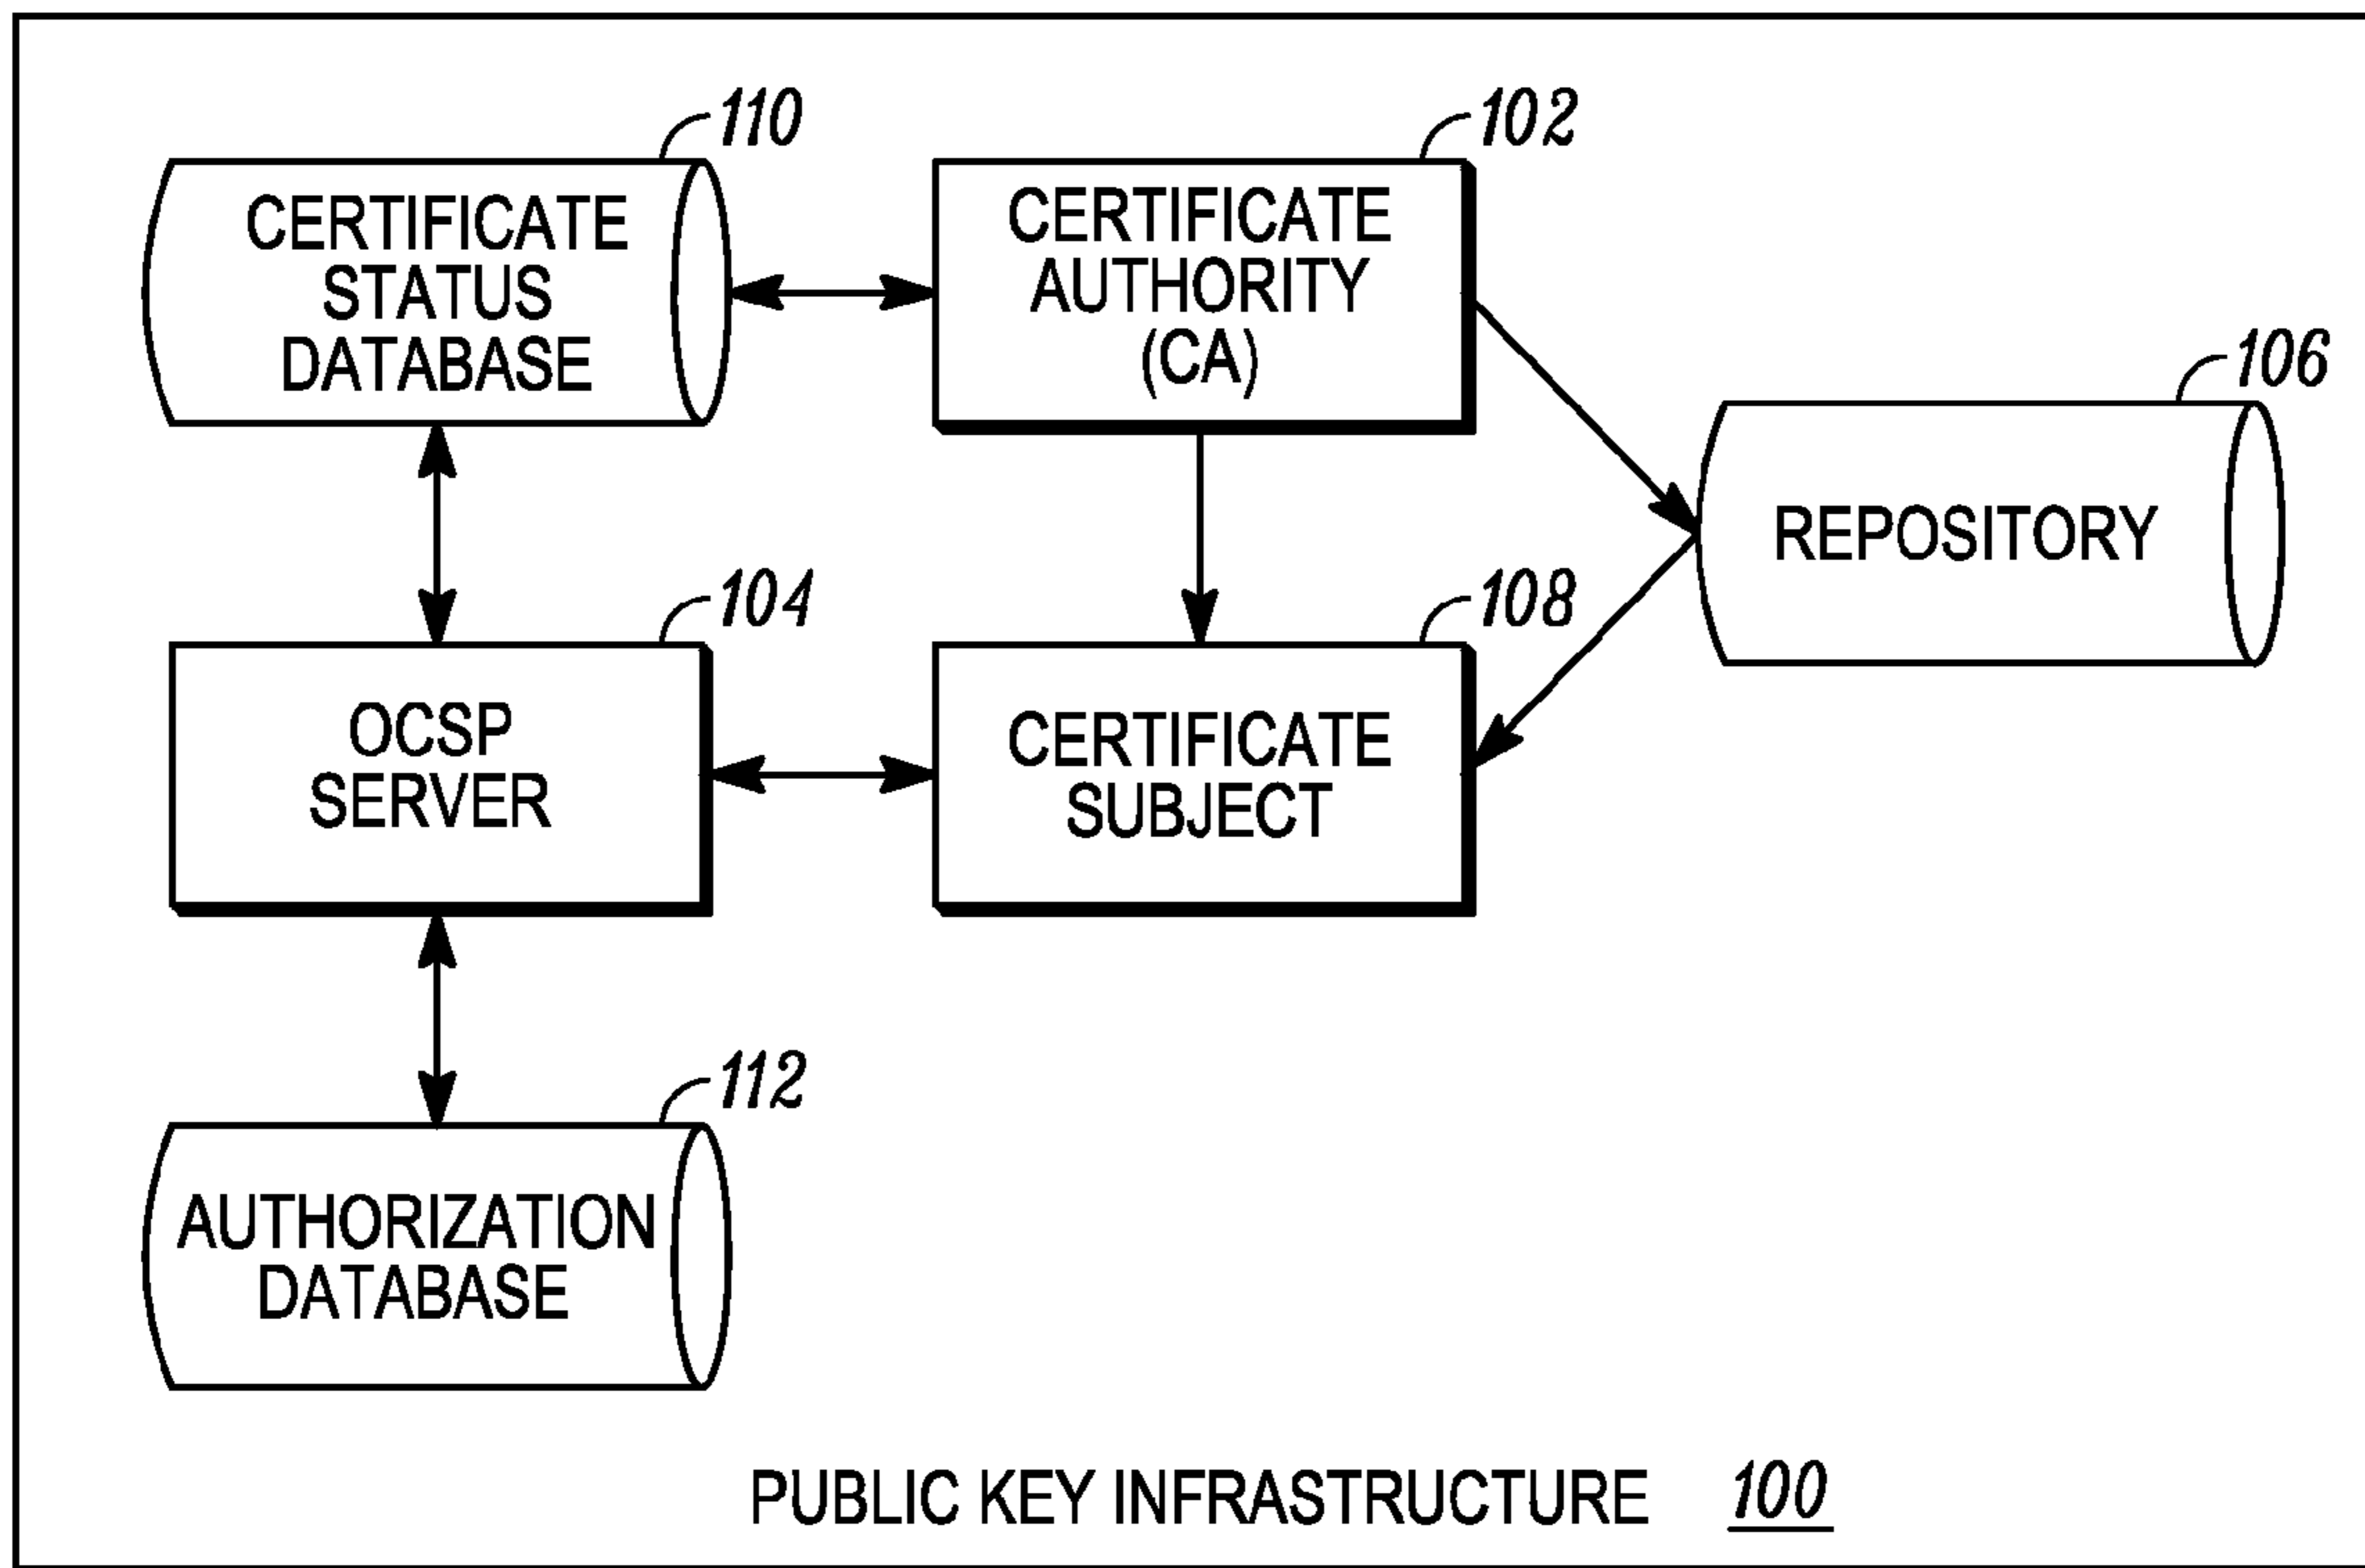 110
CERTIFICATE
STATUS
DATABASE
102
CERTIFICATE
AUTHORITY
(CA)
106
REPOSITORY
104
OCSP
SERVER
108
CERTIFICATE
SUBJECT
112
AUTHORIZATION
DATABASE
PUBLIC KEY INFRASTRUCTURE 100